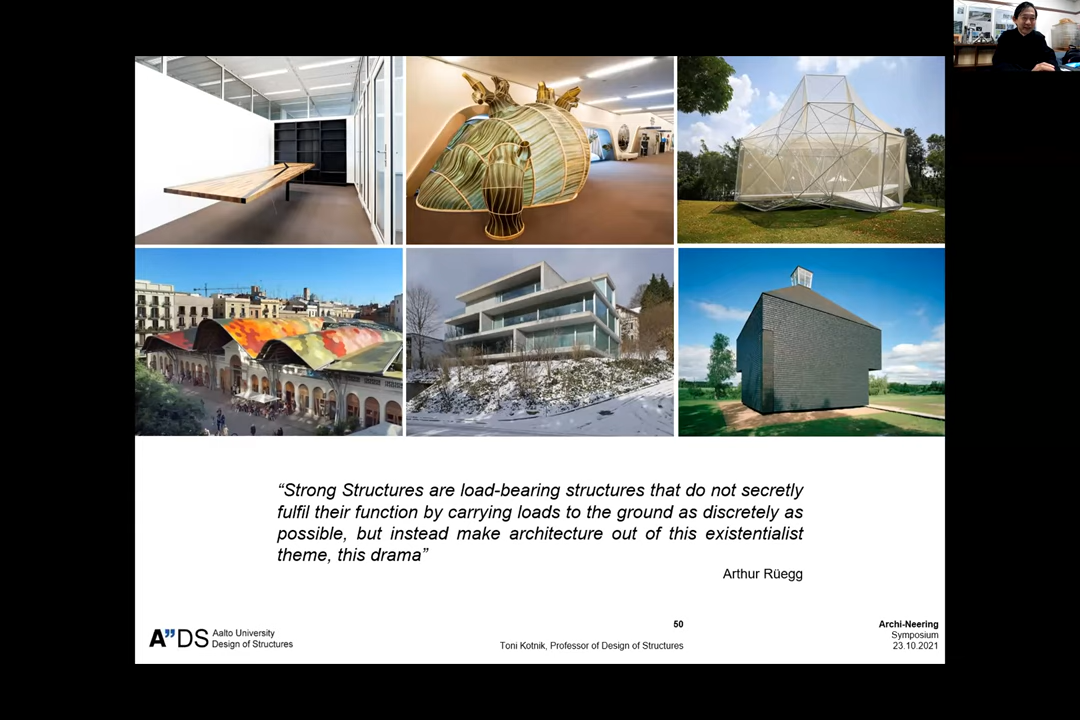 “Strong Structures are load-bearing structures that do not secretly
fulfil their function by carrying loads to the ground as discretely as
possible, but instead make architecture out of this existentialist
theme, this drama”
Arthur Rüegg
A”DS Aalto University
Design of Structures
50
Toni Kotnik, Professor of Design of Structures
Archi-Neering
Symposium
23.10.2021